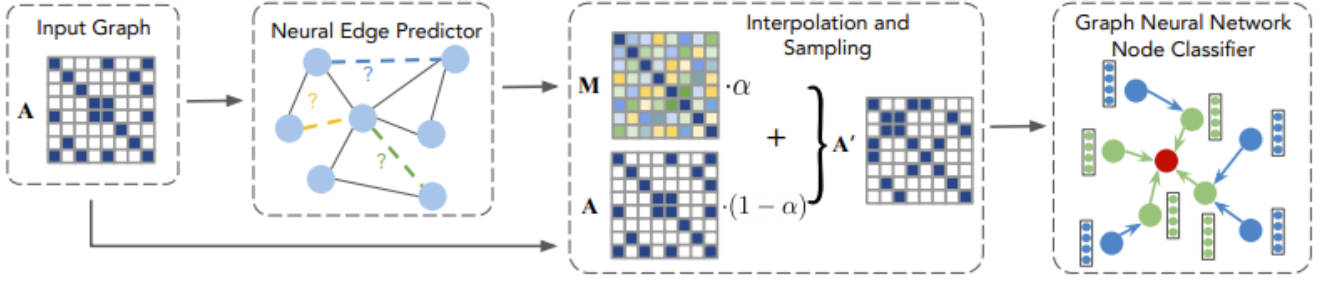 Input Graph
A
Neural Edge Predictor
?
?
?
Interpolation and
Sampling
M
·α
+
A
·(1 − α)
A′
Graph Neural Network
Node Classifier